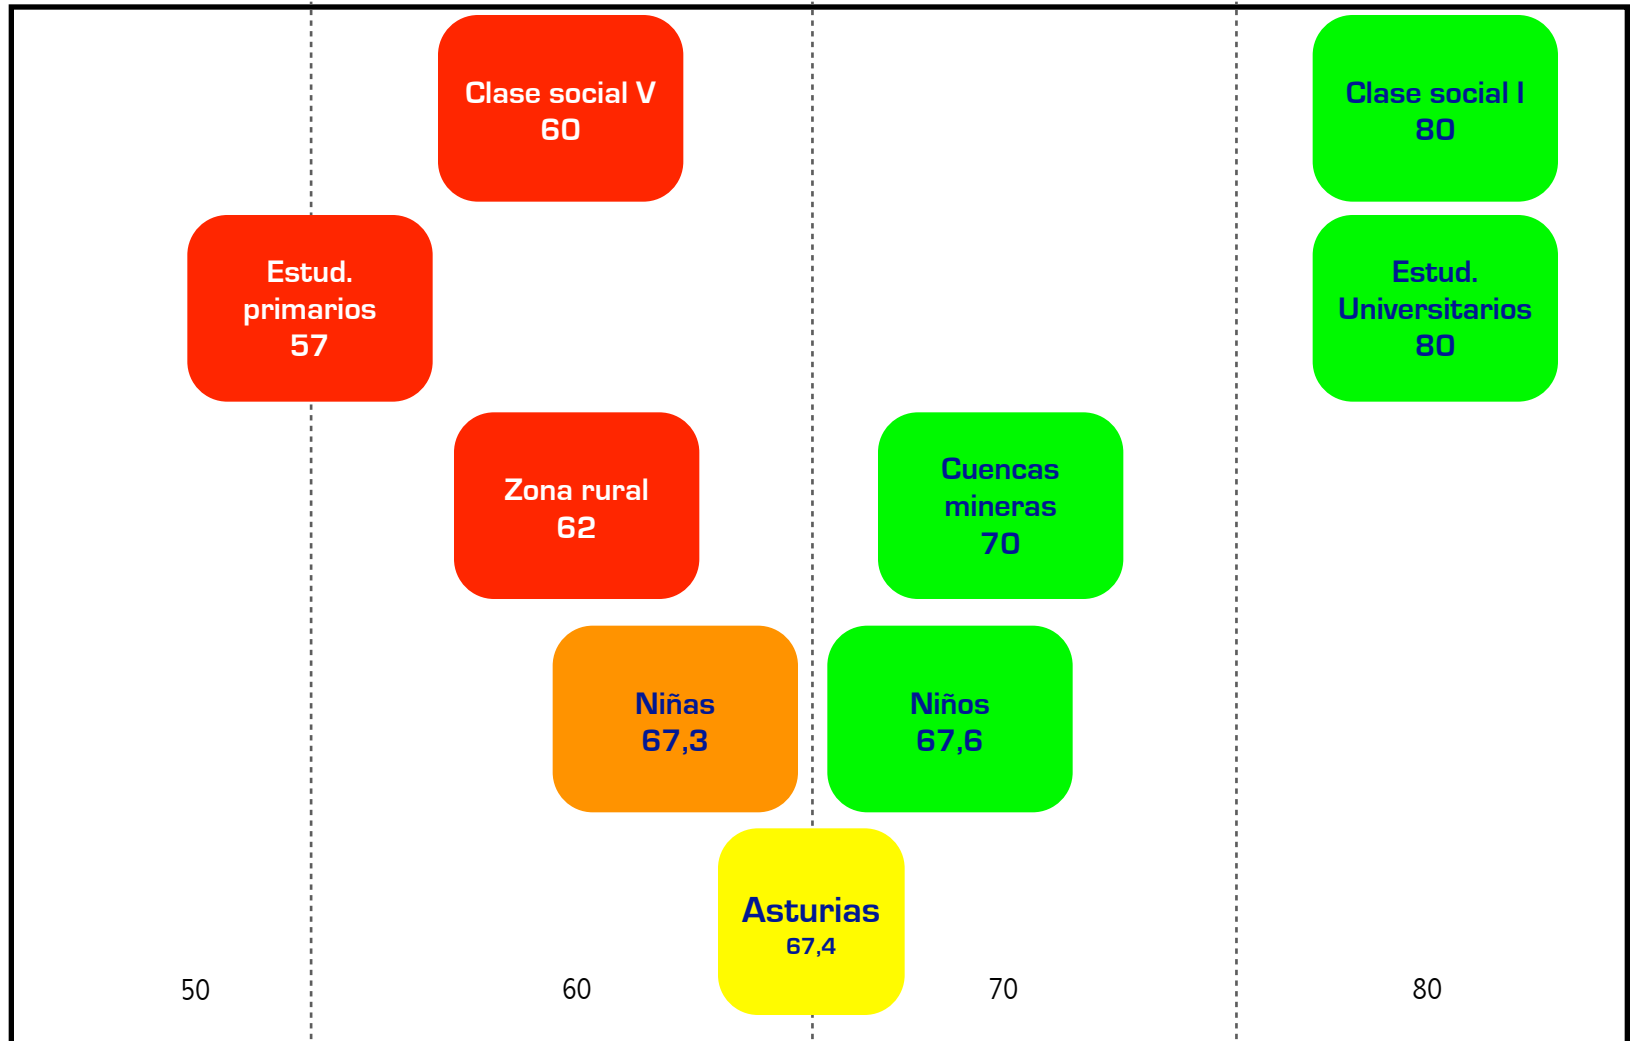 Clase social V
60
Clase social I
80
Estud.
primarios
57
Estud.
Universitarios
80
Zona rural
62
Cuencas
mineras
70
Niñas
67,3
Niños
67,6
Asturias
67,4
50
60
70
80